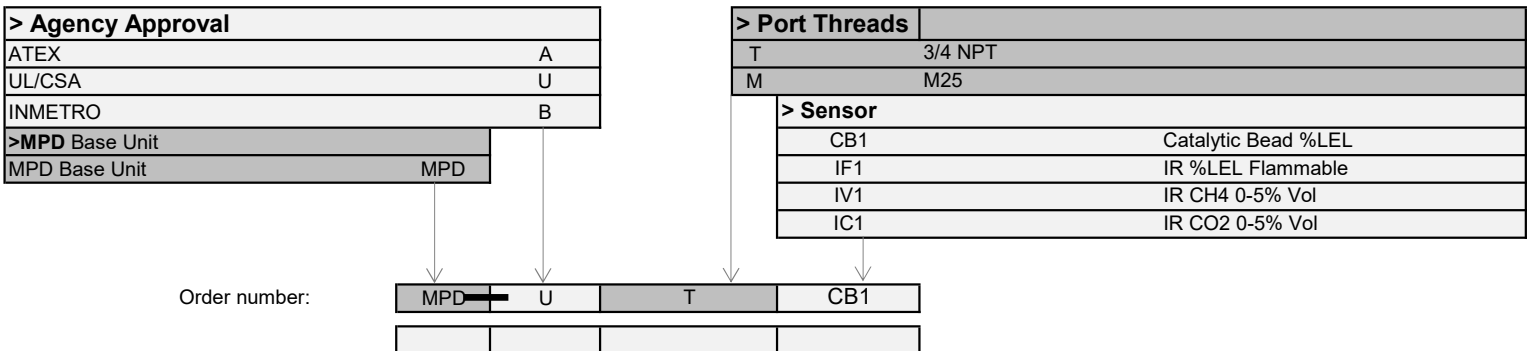 > Agency Approval
ATEX A
UL/CSA U
INMETRO B
>MPD Base Unit
MPD Base Unit MPD
> Port Threads
T 3/4 NPT
M M25
> Sensor
CB1 Catalytic Bead %LEL
IF1 IR %LEL Flammable
IV1 IR CH4 0-5% Vol
IC1 IR CO2 0-5% Vol
Order number: MPD U T CB1